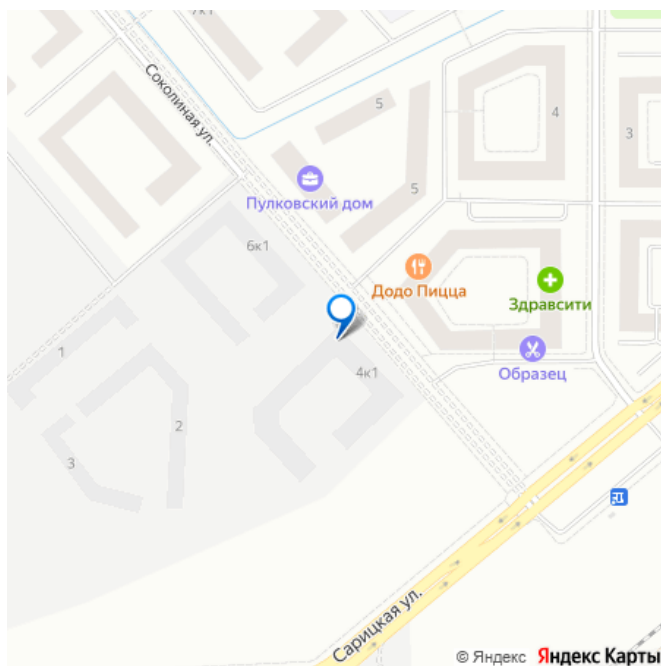 7к1
Соколиная ул.
5
4
3
5
Пулковский дом
6к1
Додо Пицца
Здравсити
1
4к1
Образец
2
3
Сарицкая ул.
© Яндекс Яндекс Карты